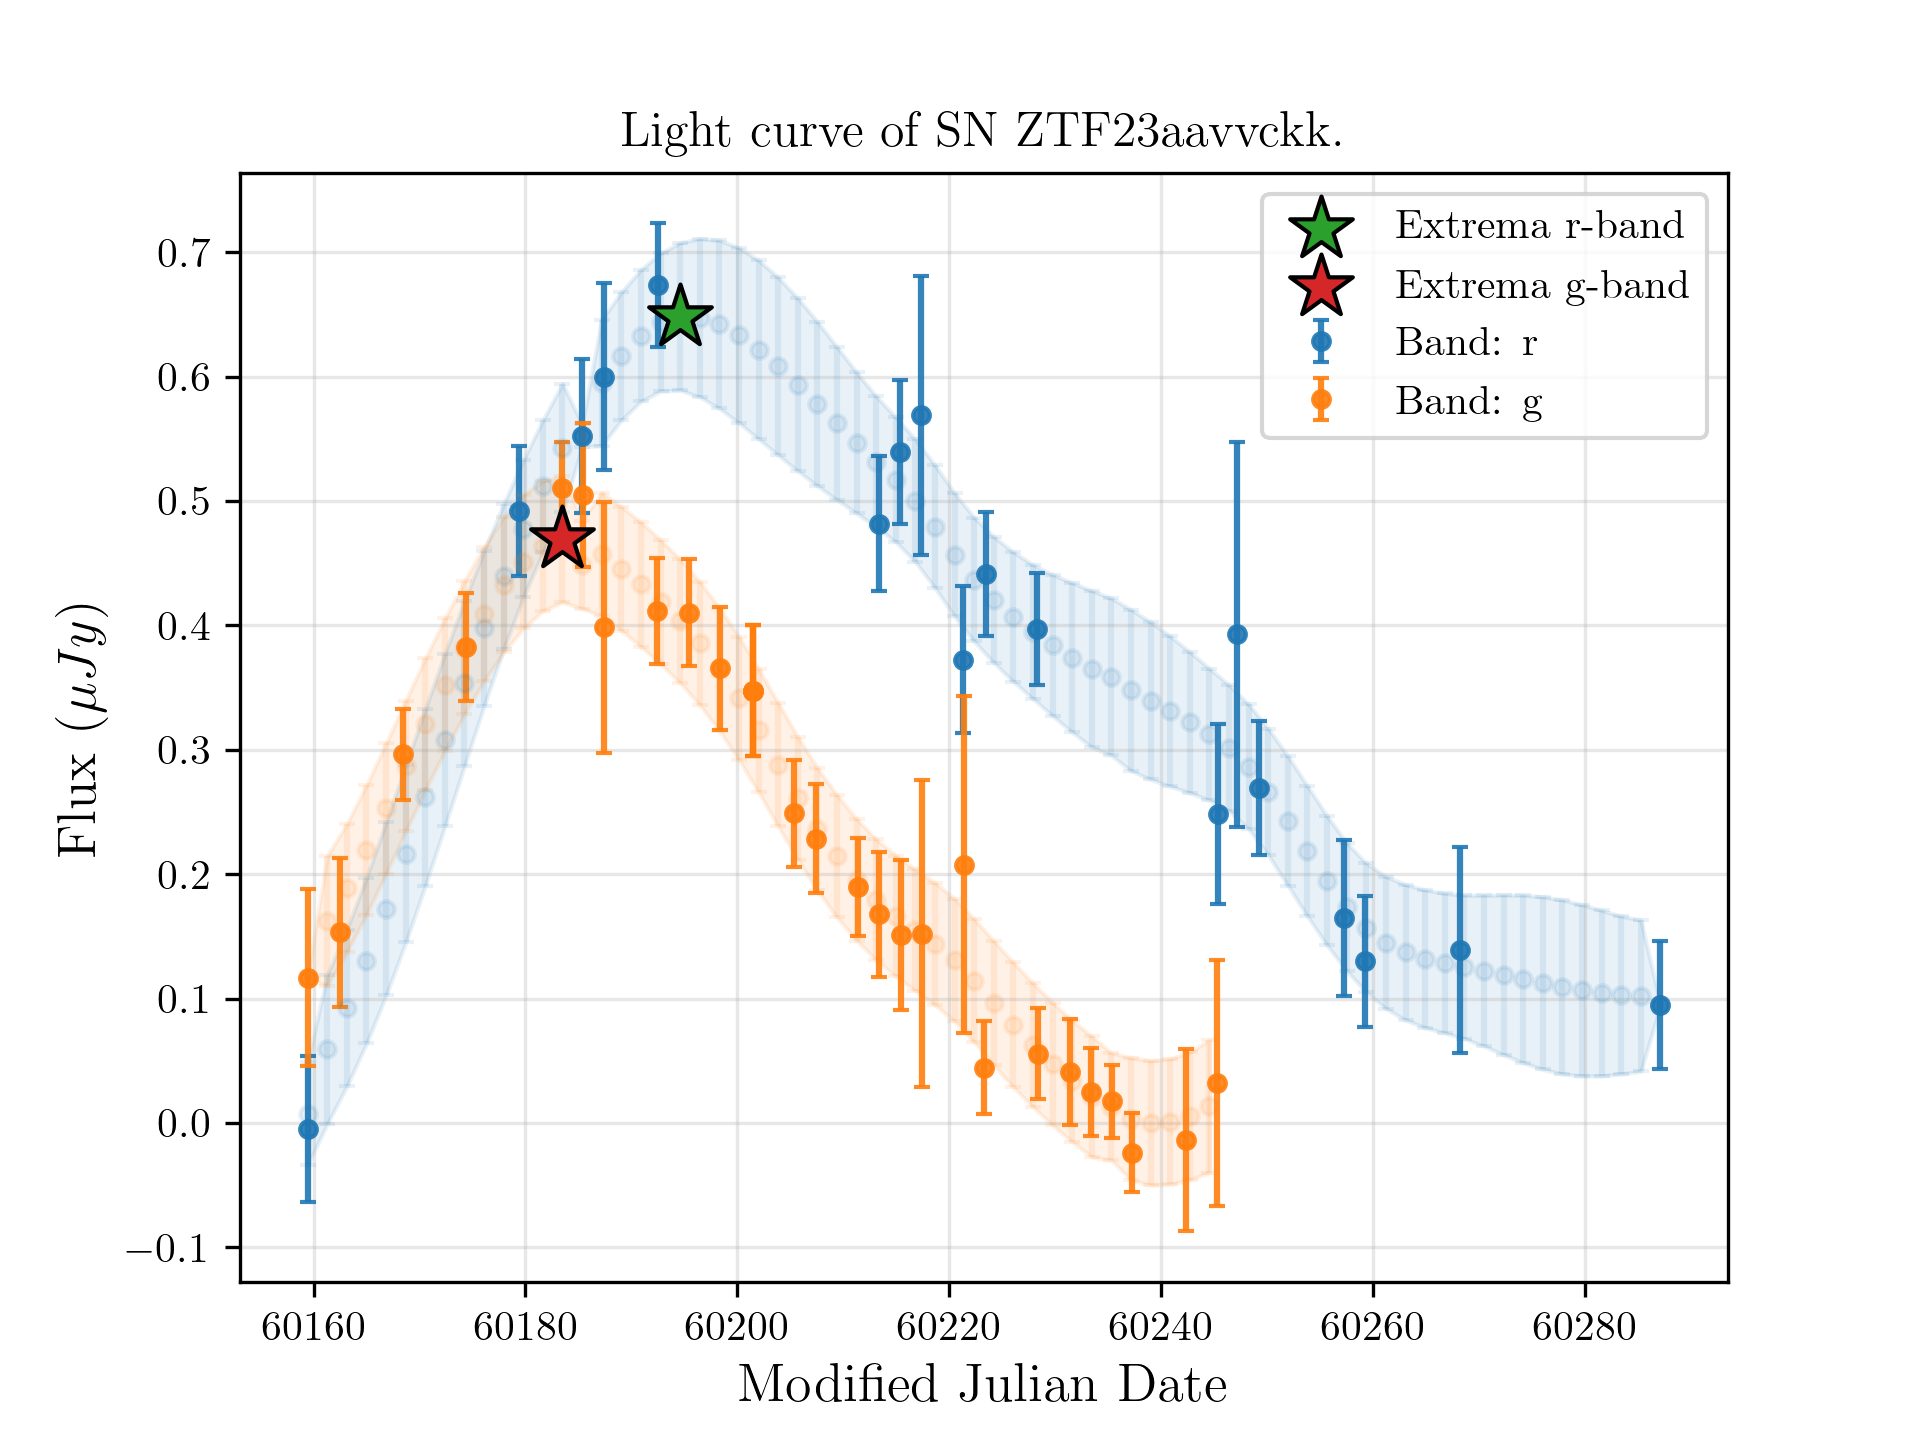 Light curve of SN ZTF23aavvckk.
Extrema r-band
Extrema g-band
Band: r
Band: g
0.7
0.6
0.5
0.4
0.3
0.2
0.1
0.0
−0.1
Flux (μJy)
60160 60180 60200 60220 60240 60260 60280
Modified Julian Date